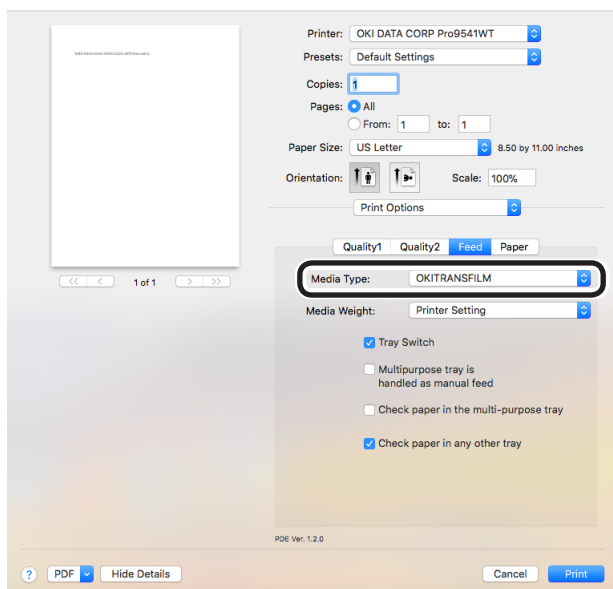 Printer: OKI DATA CORP Pro9541WT
Presets: Default Settings
Copies: 1
Pages: All
From: 1 to: 1
Paper Size: US Letter 8.50 by 11.00 inches
Orientation: Scale: 100%
Print Options
Quality1 Quality2 Feed Paper
1 of 1
Media Type: OKITRANSFILM
Media Weight: Printer Setting
Tray Switch
Multipurpose tray is
handled as manual feed
Check paper in the multi-purpose tray
Check paper in any other tray
PDE Ver. 1.2.0
? PDF Hide Details Cancel Print